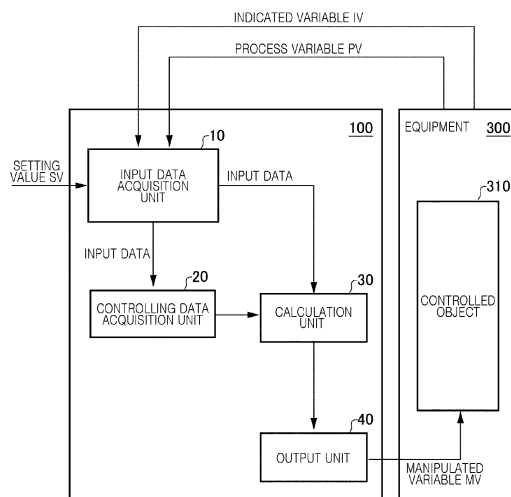 INDICATED VARIABLE IV
PROCESS VARIABLE PV
10
100
EQUIPMENT 300
SETTING
VALUE SV
INPUT DATA
ACQUISITION
UNIT
INPUT DATA
310
INPUT DATA
20
30
CONTROLLING DATA
ACQUISITION UNIT
CALCULATION
UNIT
CONTROLLED
OBJECT
40
OUTPUT UNIT
MANIPULATED
VARIABLE MV